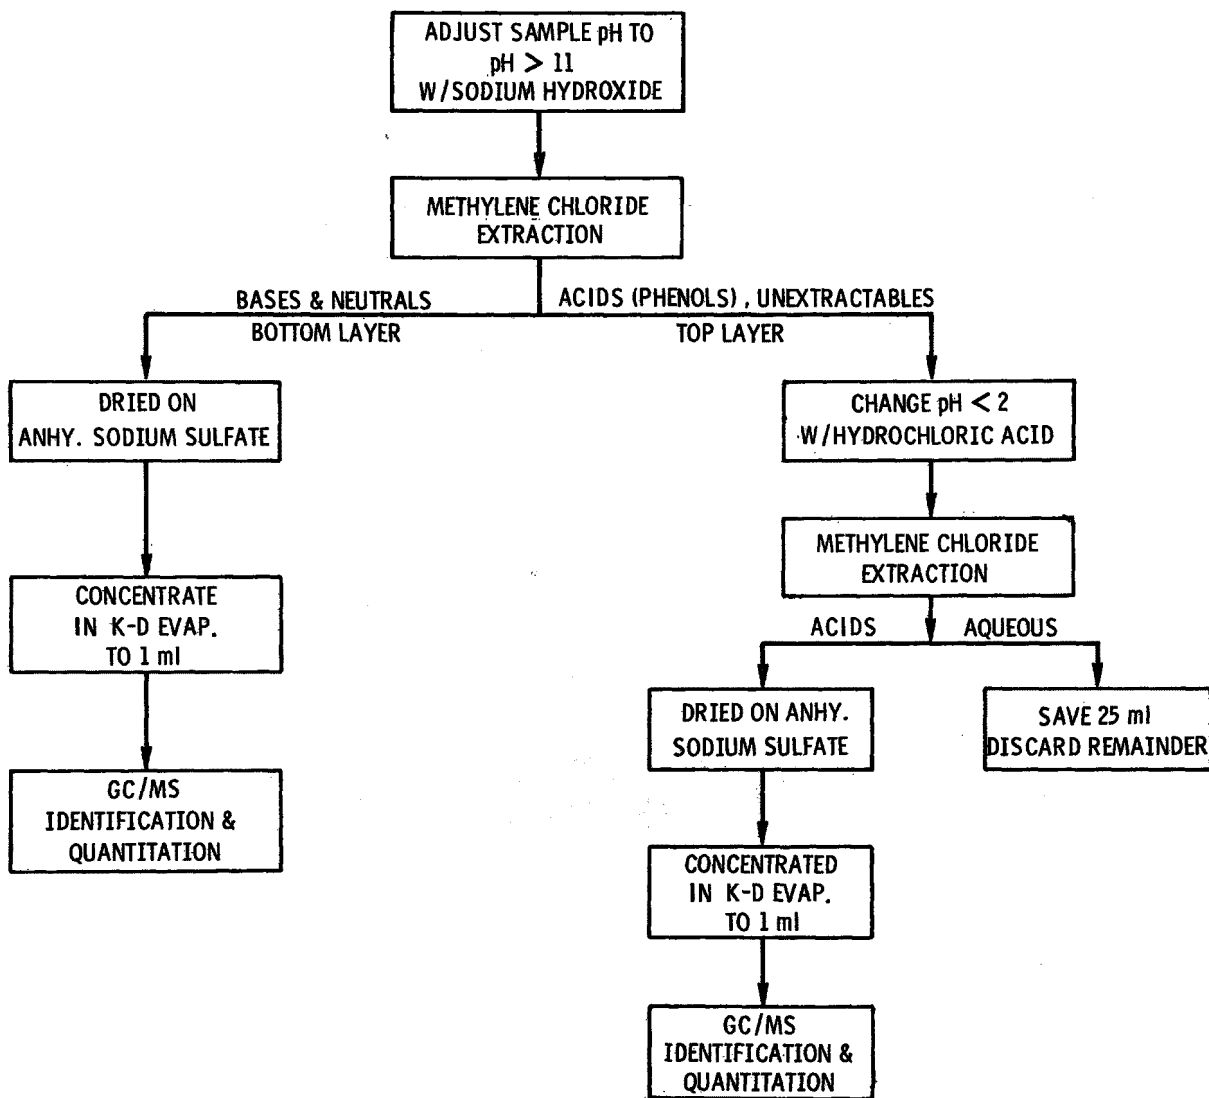 ADJUST SAMPLE pH TO
pH > 11
W/SODIUM HYDROXIDE
METHYLENE CHLORIDE
EXTRACTION
BASES & NEUTRALS
BOTTOM LAYER
ACIDS (PHENOLS), UNEXTRACTABLES
TOP LAYER
DRIED ON
ANHY. SODIUM SULFATE
CONCENTRATE
IN K-D EVAP.
TO 1 ml
GC/MS
IDENTIFICATION &
QUANTITATION
CHANGE pH < 2
W/HYDROCHLORIC ACID
METHYLENE CHLORIDE
EXTRACTION
ACIDS
AQUEOUS
DRIED ON ANHY.
SODIUM SULFATE
SAVE 25 ml
DISCARD REMAINDER
CONCENTRATED
IN K-D EVAP.
TO 1 ml
GC/MS
IDENTIFICATION &
QUANTITATION